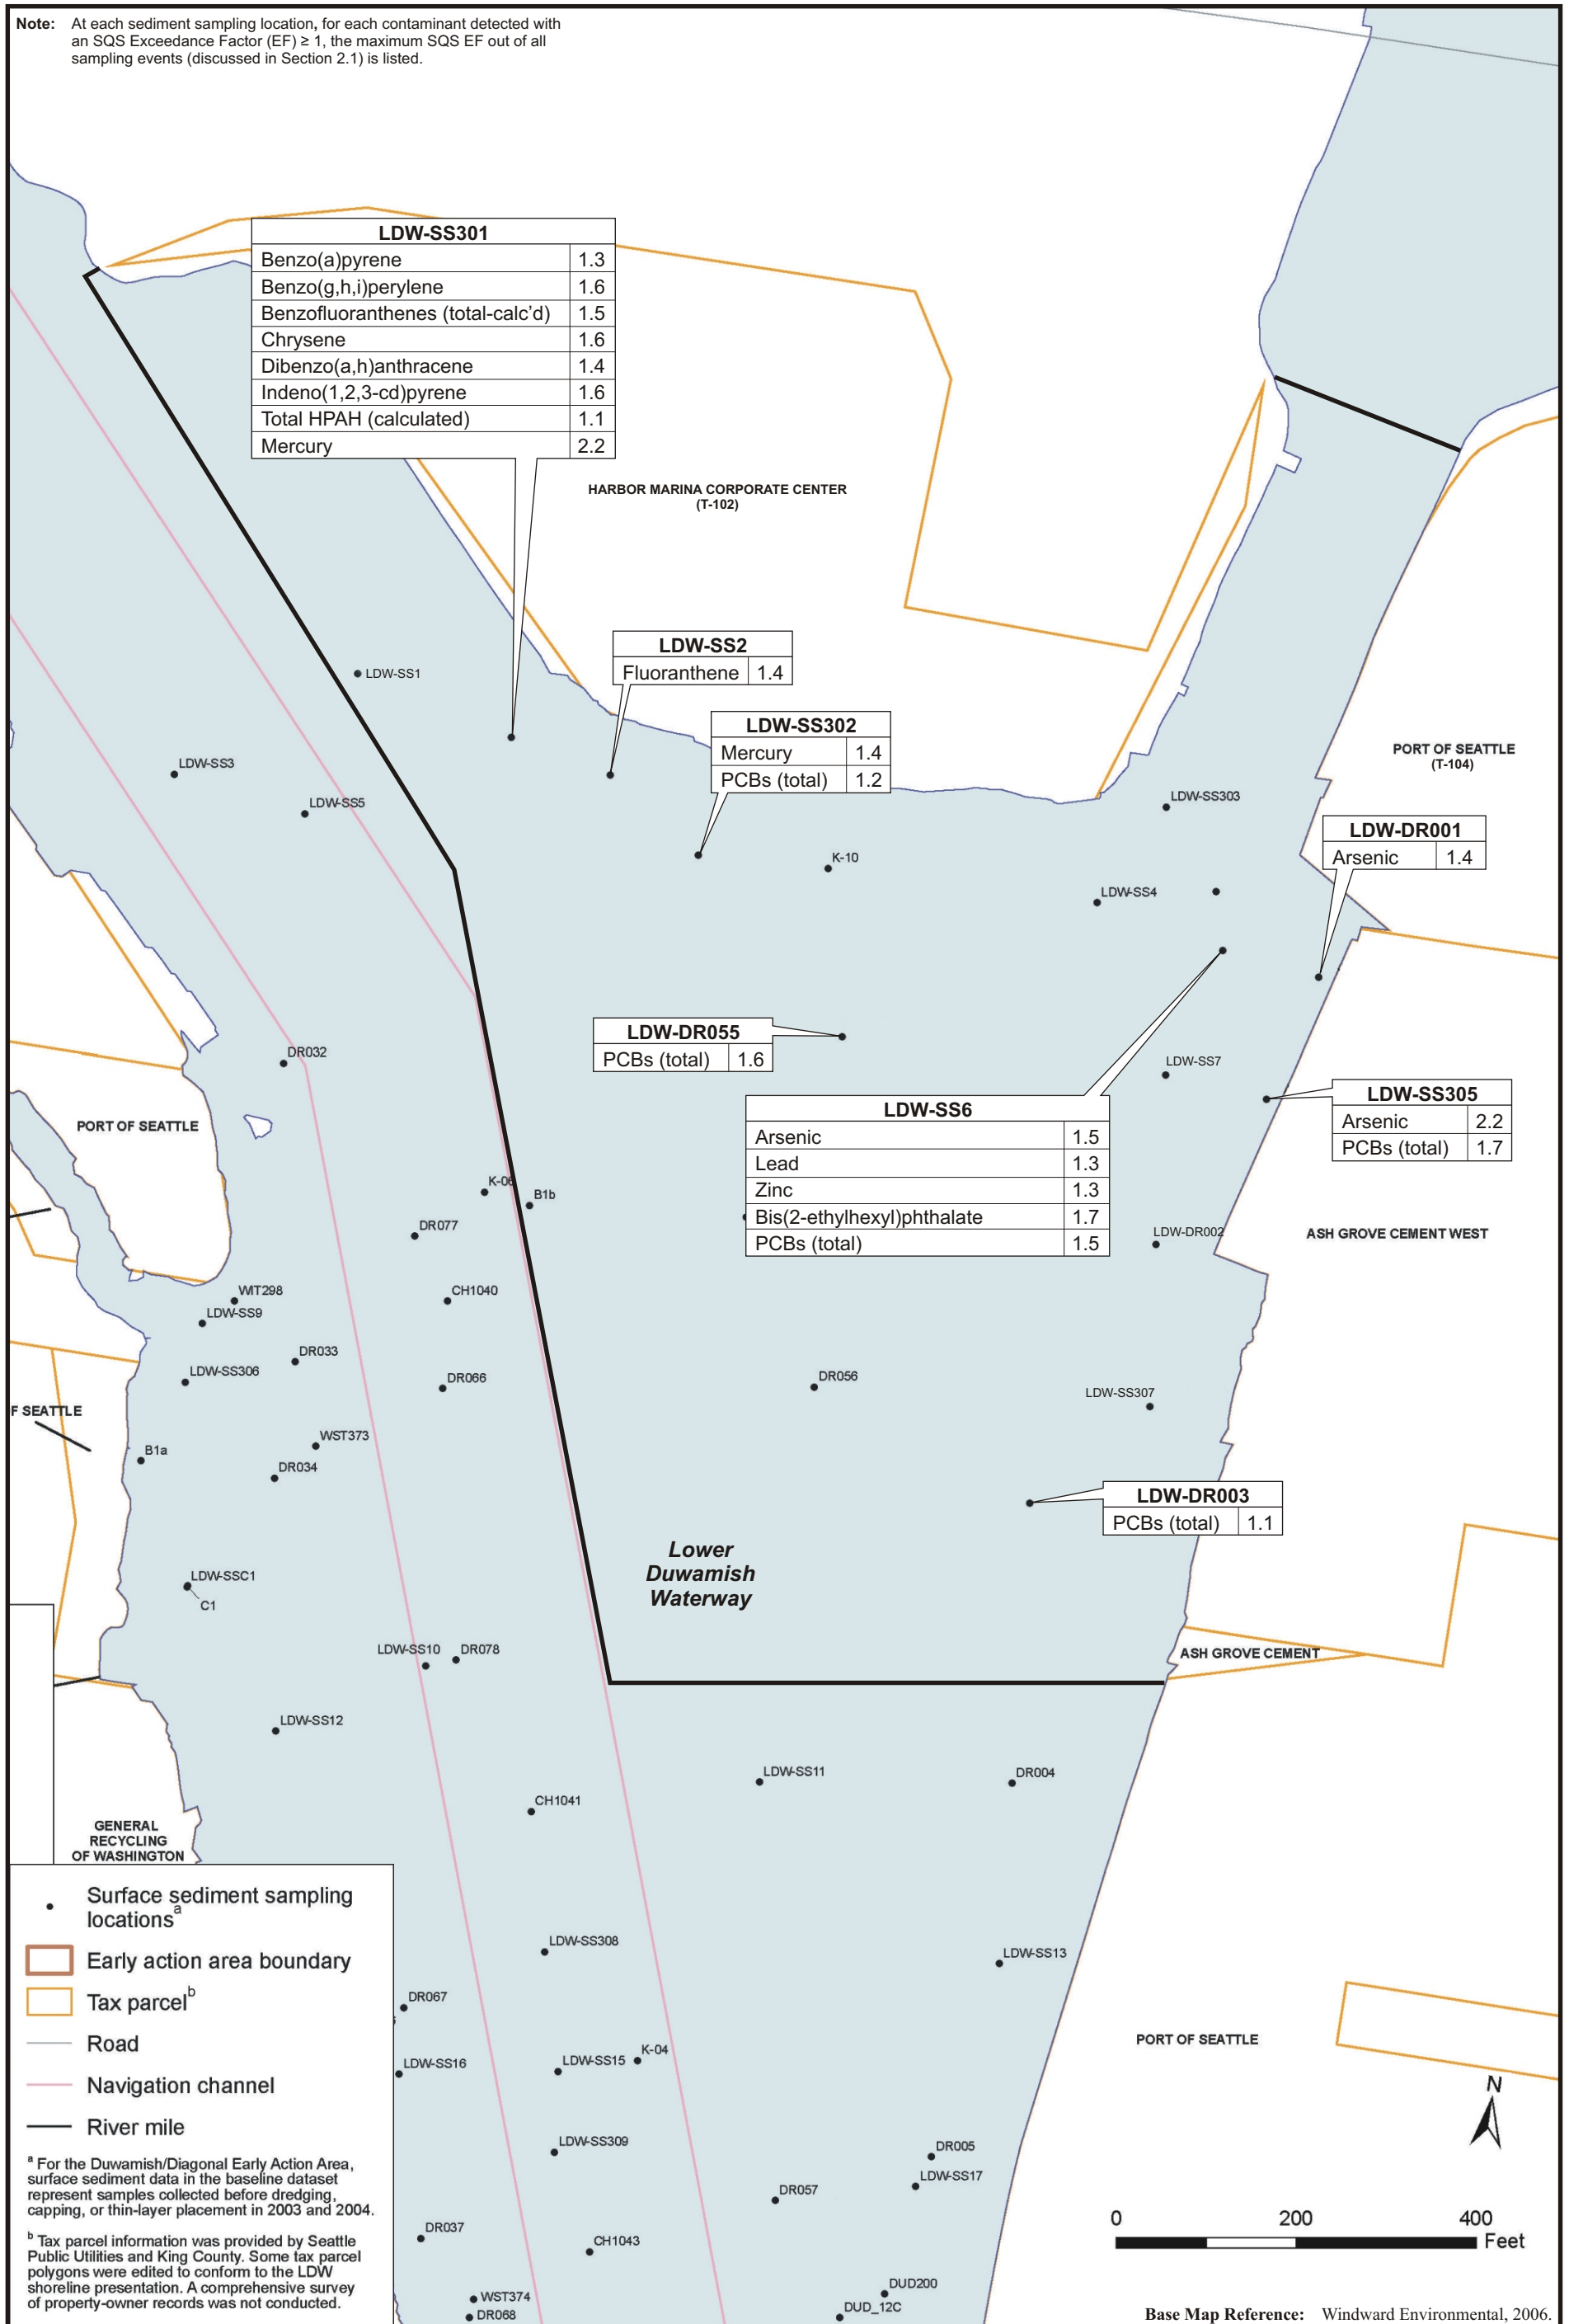 Note: At each sediment sampling location, for each contaminant detected with
an SQS Exceedance Factor (EF) ≥ 1, the maximum SQS EF out of all
sampling events (discussed in Section 2.1) is listed.
LDW-SS301
Benzo(a)pyrene 1.3
Benzo(g,h,i)perylene 1.6
Benzofluoranthenes (total-calc’d) 1.5
Chrysene 1.6
Dibenzo(a,h)anthracene 1.4
Indeno(1,2,3-cd)pyrene 1.6
Total HPAH (calculated) 1.1
Mercury 2.2
HARBOR MARINA CORPORATE CENTER
(T-102)
LDW-SS2
Fluoranthene 1.4
LDW-SS1
LDW-SS302
Mercury 1.4
PCBs (total) 1.2
PORT OF SEATTLE
(T-104)
LDW-SS3
LDW-SS5
LDW-SS303
LDW-DR001
Arsenic 1.4
K-10
LDW-SS4
LDW-DR055
PCBs (total) 1.6
DR032
LDW-SS7
LDW-SS305
Arsenic 2.2
PCBs (total) 1.7
LDW-SS6
Arsenic 1.5
Lead 1.3
Zinc 1.3
Bis(2-ethylhexyl)phthalate 1.7
PCBs (total) 1.5
PORT OF SEATTLE
K-06
B1b
DR077
LDW-DR002
ASH GROVE CEMENT WEST
WIT298
LDW-SS9
CH1040
DR033
LDW-SS306
DR066
DR056
LDW-SS307
F SEATTLE
WST373
B1a
DR034
LDW-DR003
PCBs (total) 1.1
Lower
Duwamish
Waterway
LDW-SSC1
C1
LDW-SS10
DR078
ASH GROVE CEMENT
LDW-SS12
LDW-SS11
DR004
CH1041
GENERAL
RECYCLING
OF WASHINGTON
LDW-SS308
LDW-SS13
DR067
PORT OF SEATTLE
LDW-SS16
LDW-SS15
K-04
LDW-SS309
DR005
LDW-SS17
DR057
DR037
CH1043
DUD200
WST374
DUD_12C
DR068
Surface sediment sampling
locations a
Early action area boundary
Tax parcel b
Road
Navigation channel
River mile
a For the Duwamish/Diagonal Early Action Area,
surface sediment data in the baseline dataset
represent samples collected before dredging,
capping, or thin-layer placement in 2003 and 2004.
b Tax parcel information was provided by Seattle
Public Utilities and King County. Some tax parcel
polygons were edited to conform to the LDW
shoreline presentation. A comprehensive survey
of property-owner records was not conducted.
N
0 200 400
Feet
Base Map Reference: Windward Environmental, 2006.